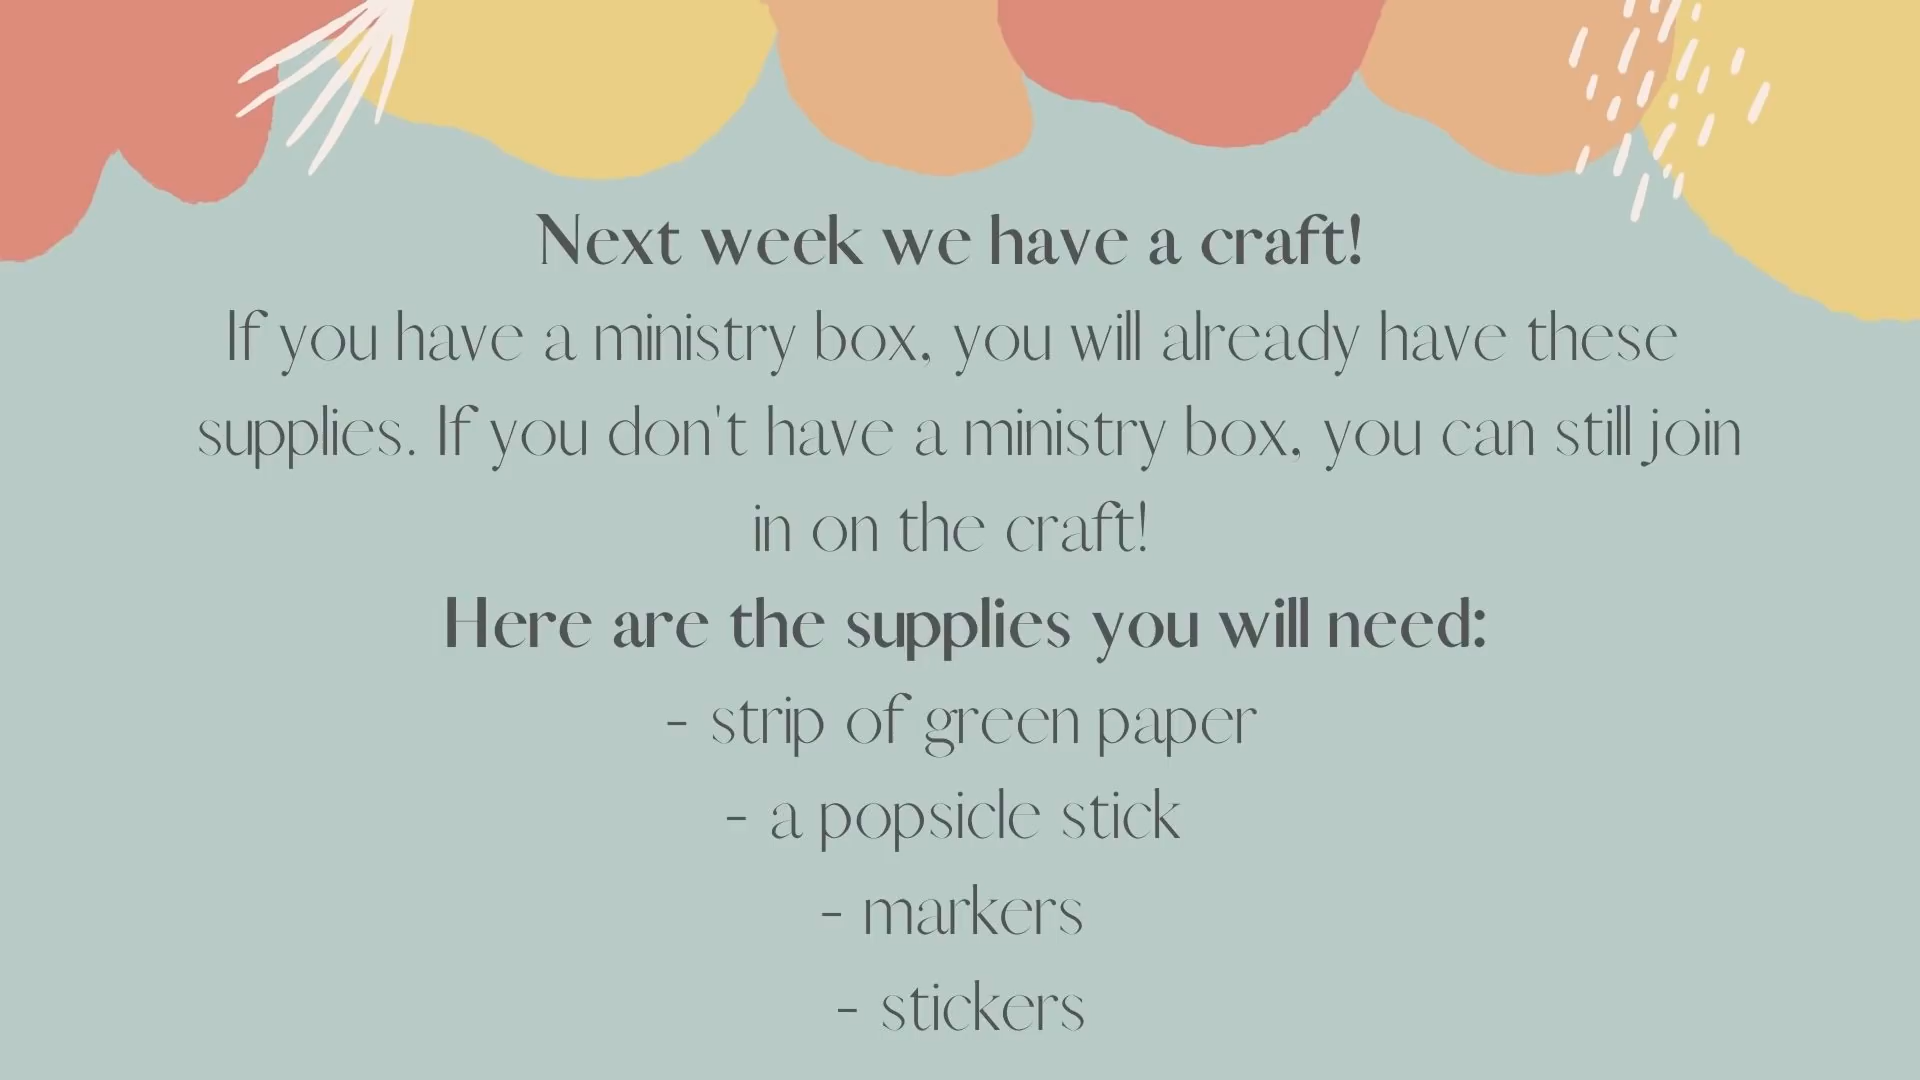 Next week we have a craft!
If you have a ministry box, you will already have these
supplies. If you don't have a ministry box, you can still join
in on the craft!
Here are the supplies you will need:
- strip of green paper
- a popsicle stick
- markers
- stickers